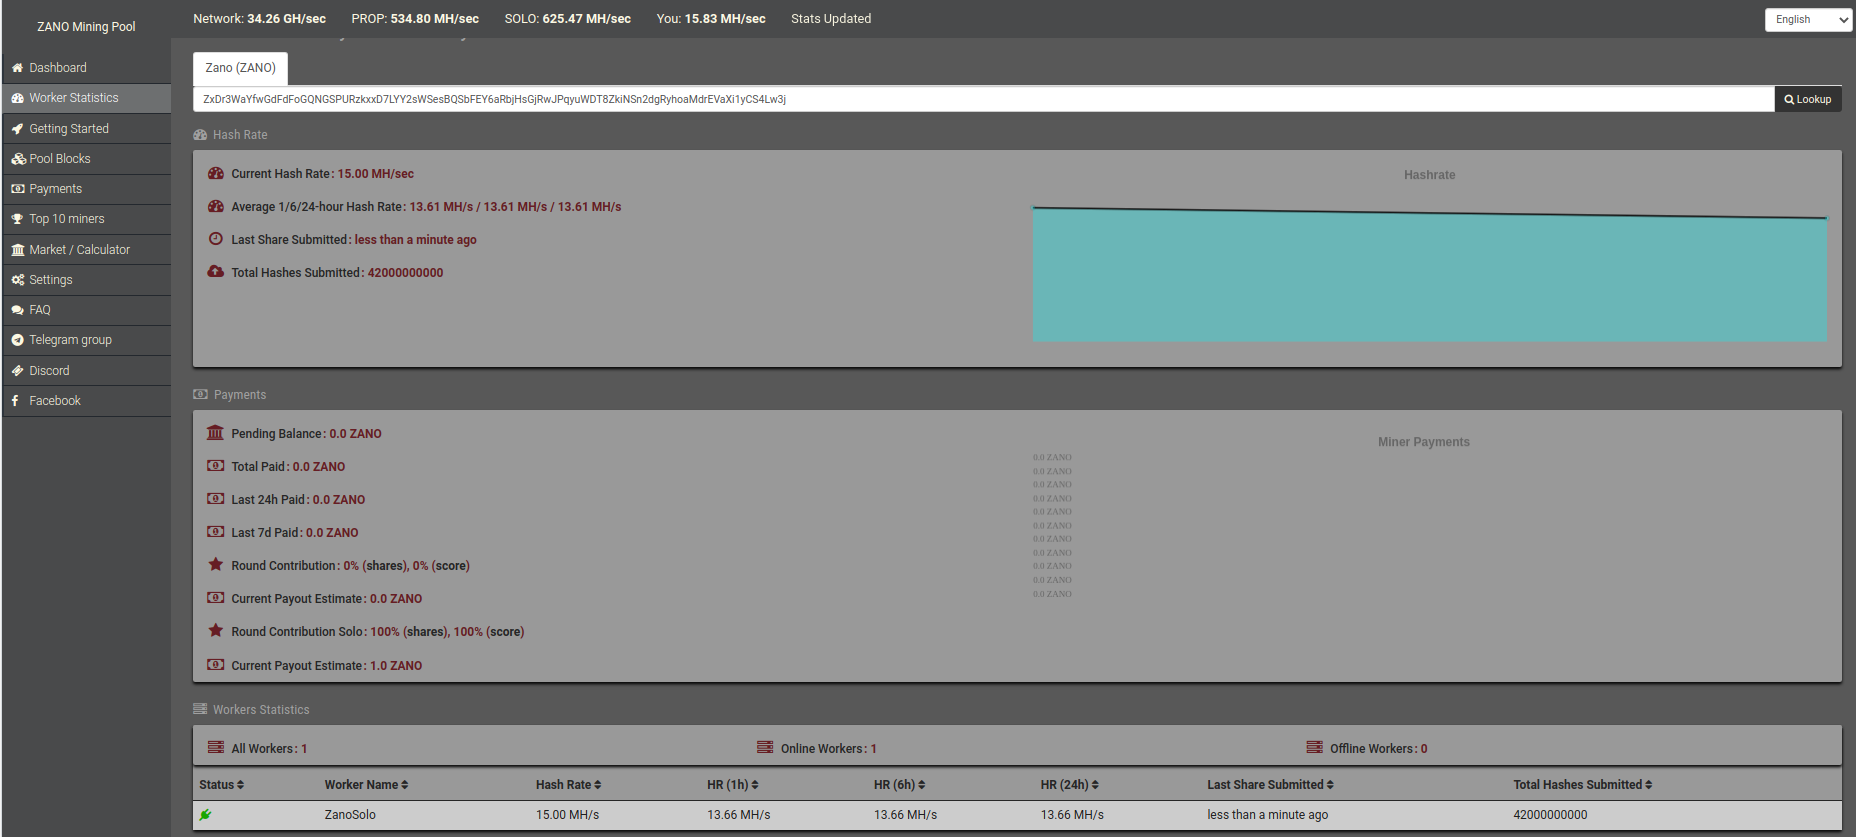 ZANO Mining Pool
Network: 34.26 GH/sec PROP: 534.80 MH/sec SOLO: 625.47 MH/sec You: 15.83 MH/sec Stats Updated
English
Dashboard
Worker Statistics
Getting Started
Pool Blocks
Payments
Top 10 miners
Market / Calculator
Settings
FAQ
Telegram group
Discord
Facebook
Zano (ZANO)
ZxDr3WaYfwGdFdFoGQNGSPURzkxxD7LYY2sWSesBQSbFEY6aRbjHsGjRwJPqyuWDT8ZkiNSn2dgRyhoaMdrEVaXi1yCS4Lw3j
Lookup
Hash Rate
Current Hash Rate: 15.00 MH/sec
Average 1/6/24-hour Hash Rate: 13.61 MH/s / 13.61 MH/s / 13.61 MH/s
Last Share Submitted: less than a minute ago
Total Hashes Submitted: 42000000000
Hashrate
Payments
Pending Balance: 0.0 ZANO
Total Paid: 0.0 ZANO
Last 24h Paid: 0.0 ZANO
Last 7d Paid: 0.0 ZANO
Round Contribution: 0% (shares), 0% (score)
Current Payout Estimate: 0.0 ZANO
Round Contribution Solo: 100% (shares), 100% (score)
Current Payout Estimate: 1.0 ZANO
Miner Payments
0.0 ZANO
0.0 ZANO
0.0 ZANO
0.0 ZANO
0.0 ZANO
0.0 ZANO
0.0 ZANO
0.0 ZANO
0.0 ZANO
0.0 ZANO
0.0 ZANO
Workers Statistics
All Workers: 1 Online Workers: 1 Offline Workers: 0
Status Worker Name Hash Rate HR (1h) HR (6h) HR (24h) Last Share Submitted Total Hashes Submitted
ZanoSolo 15.00 MH/s 13.66 MH/s 13.66 MH/s 13.66 MH/s less than a minute ago 42000000000